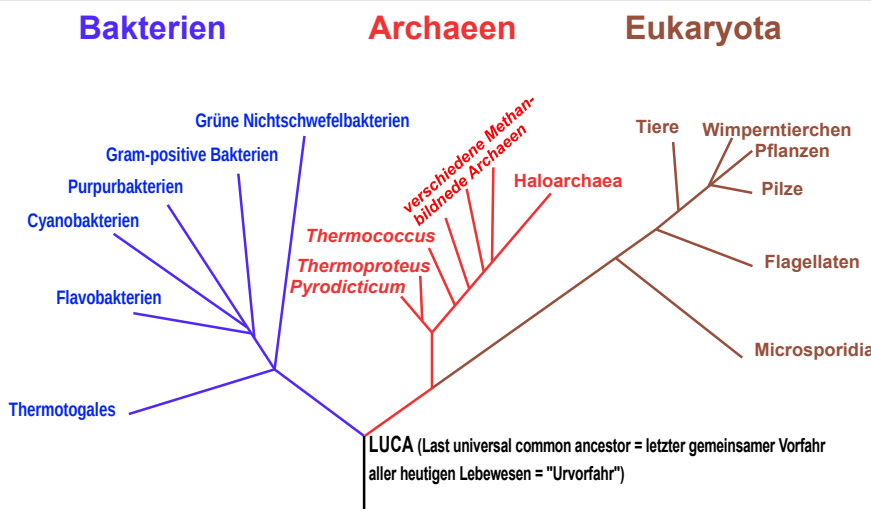 Bakterien
Archaeen
Eukaryota
Grüne Nichtschwefelbakterien
Gram-positive Bakterien
Purpurbakterien
Cyanobakterien
Flavobakterien
Thermotogales
verschiedene Methan-
bildnede Archaeen
Haloarchaea
Thermococcus
Thermoproteus
Pyrodicticum
Tiere
Wimperntierchen
Pflanzen
Pilze
Flagellaten
Microsporidia
LUCA (Last universal common ancestor = letzter gemeinsamer Vorfahr
aller heutigen Lebewesen = "Urvorfahr")